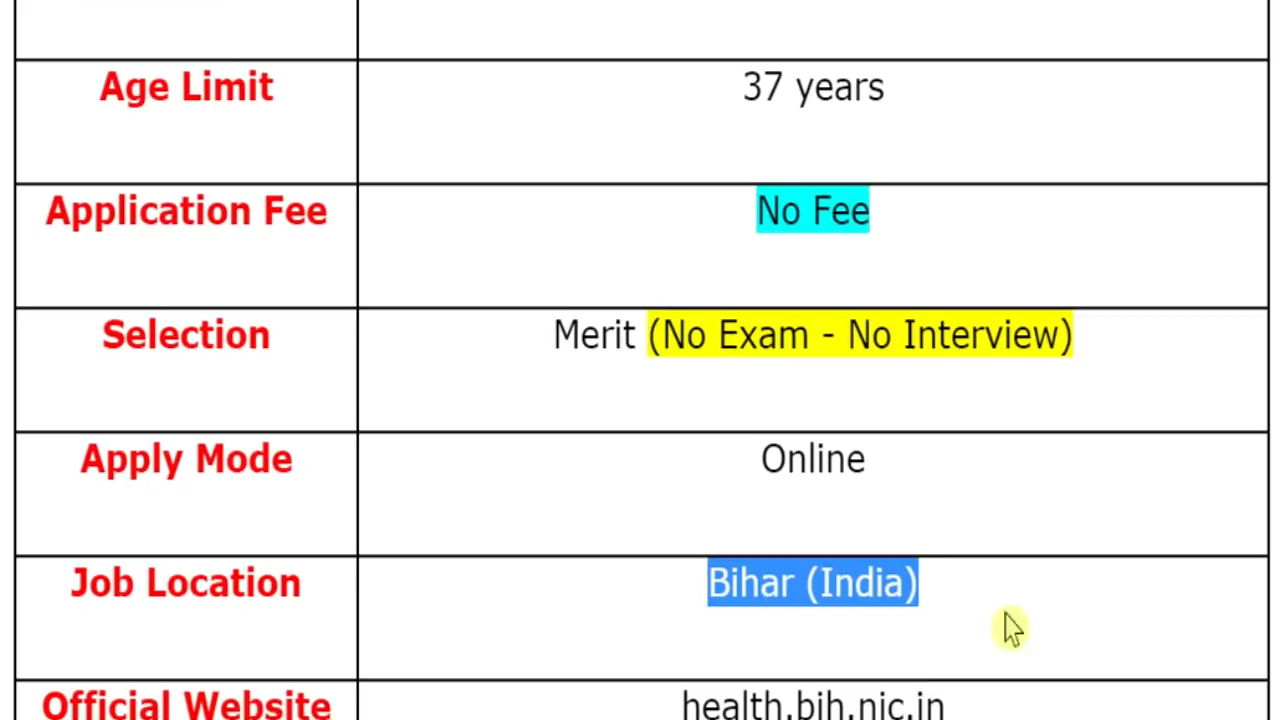 Age Limit 37 years
Application Fee No Fee
Selection Merit (No Exam - No Interview)
Apply Mode Online
Job Location Bihar (India)
Official Website health.bih.nic.in